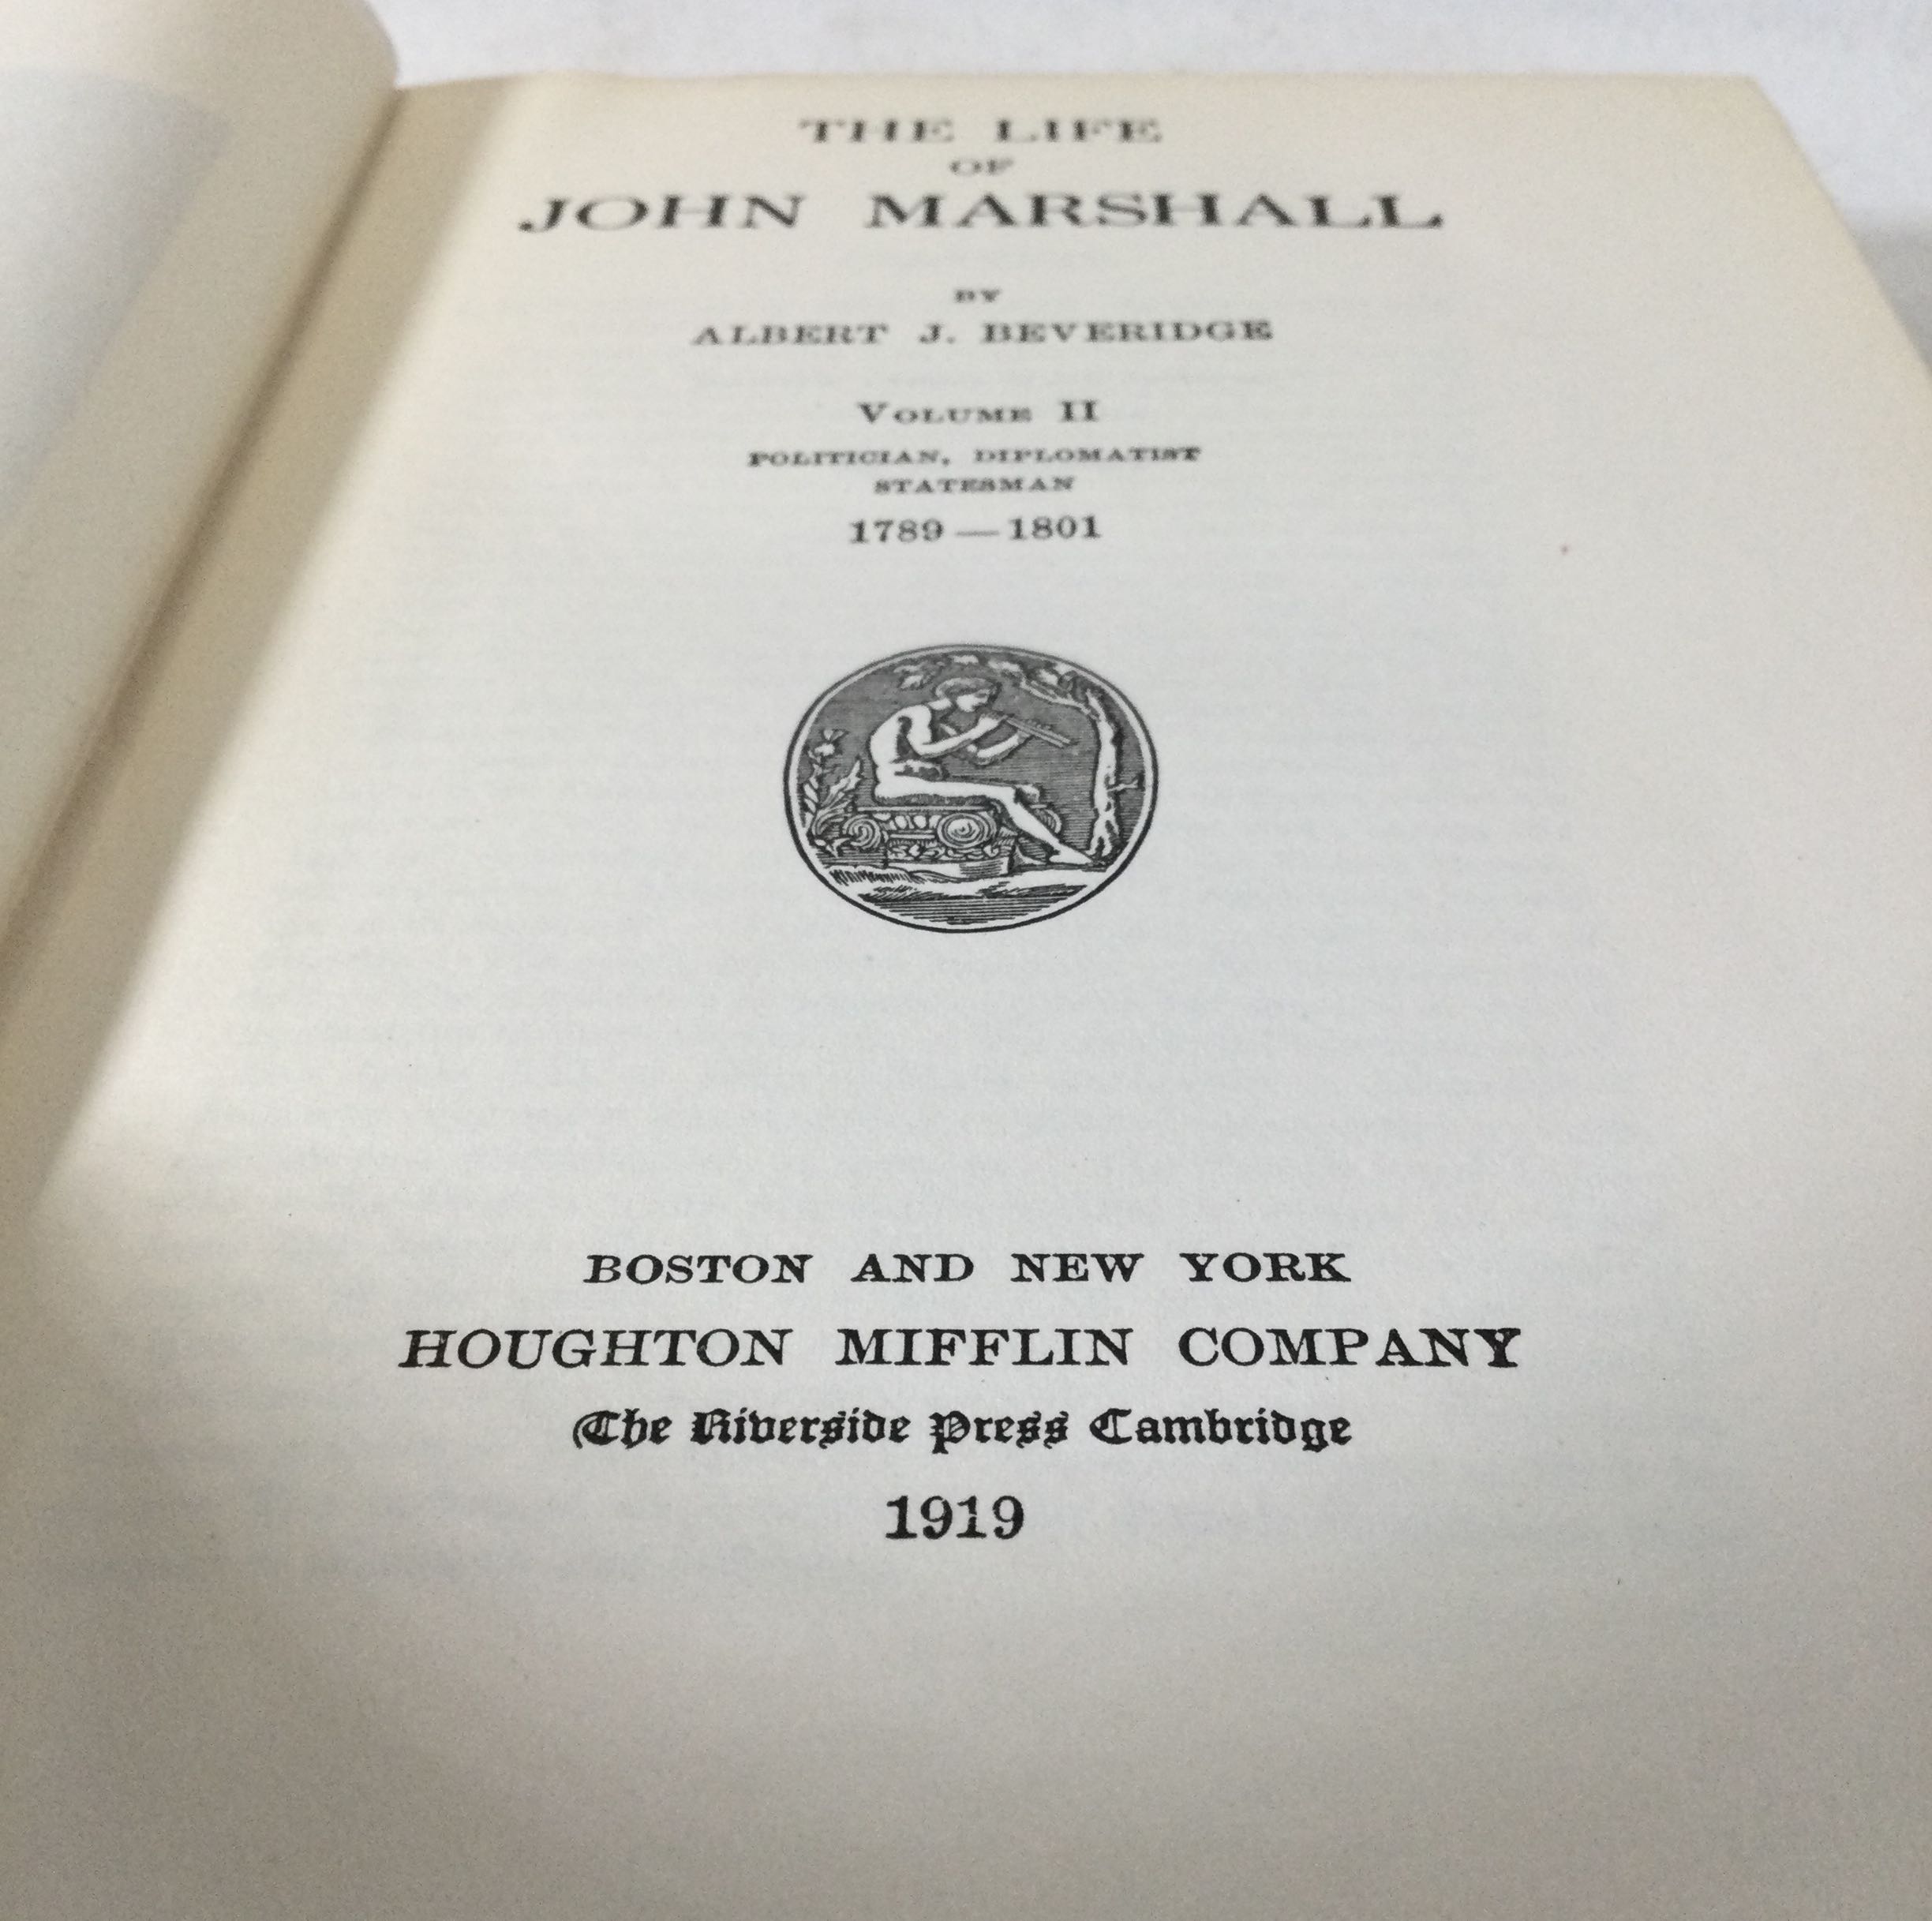 THE LIFE
OF
JOHN MARSHALL
BY
ALBERT J. BEVERIDGE
VOLUME II
POLITICIAN, DIPLOMATIST
STATESMAN
1789 — 1801
BOSTON AND NEW YORK
HOUGHTON MIFFLIN COMPANY
The Riverside Press Cambridge
1919